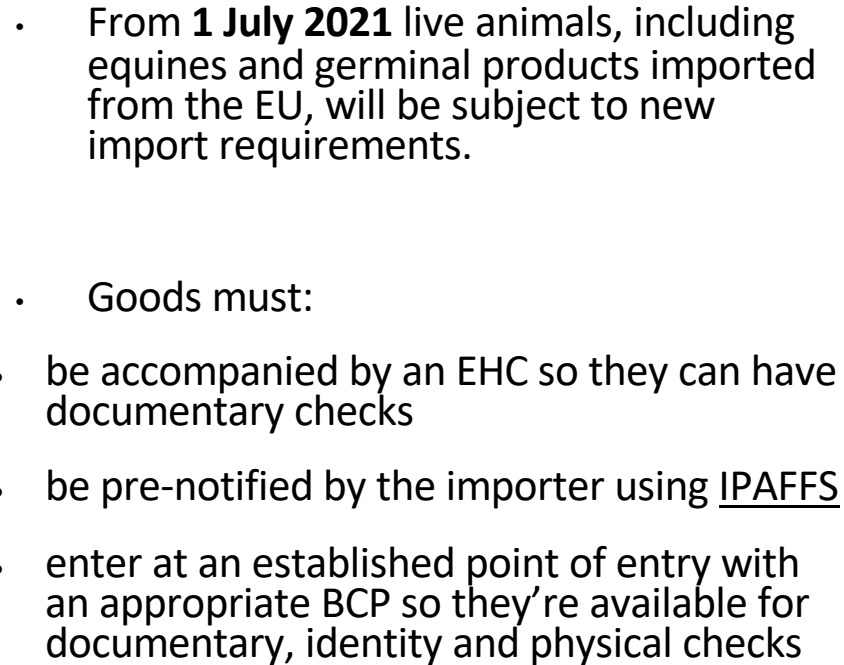 • From 1 July 2021 live animals, including
equines and germinal products imported
from the EU, will be subject to new
import requirements.
• Goods must:
• be accompanied by an EHC so they can have
documentary checks
• be pre-notified by the importer using IPAFFS
• enter at an established point of entry with
an appropriate BCP so they’re available for
documentary, identity and physical checks